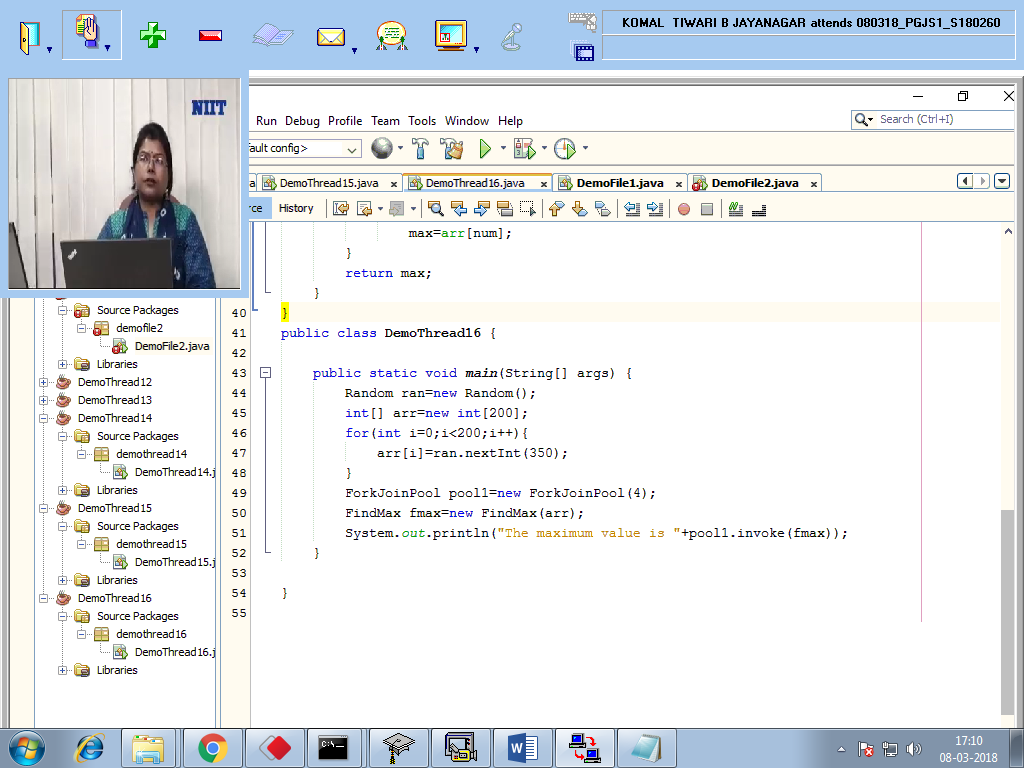 KOMAL TIWARI B JAYANAGAR attends 080318_PGJS1_S180260
NIIT
Run Debug Profile Team Tools Window Help
Search (Ctrl+I)
fault config>
DemoThread15.java × DemoThread16.java × DemoFile1.java × DemoFile2.java ×
rce History
max=arr[num];
}
return max;
}
40 }
41 public class DemoThread16 {
42
43 public static void main(String[] args) {
44 Random ran=new Random();
45 int[] arr=new int[200];
46 for(int i=0;i<200;i++){
47 arr[i]=ran.nextInt(350);
48 }
49 ForkJoinPool pool1=new ForkJoinPool(4);
50 FindMax fmax=new FindMax(arr);
51 System.out.println("The maximum value is "+pool1.invoke(fmax));
52 }
53
54 }
55
Source Packages
demofile2
DemoFile2.java
Libraries
DemoThread12
DemoThread13
DemoThread14
Source Packages
demothread14
DemoThread14.j
Libraries
DemoThread15
Source Packages
demothread15
DemoThread15.j
Libraries
DemoThread16
Source Packages
demothread16
DemoThread16.j
Libraries
17:10
08-03-2018